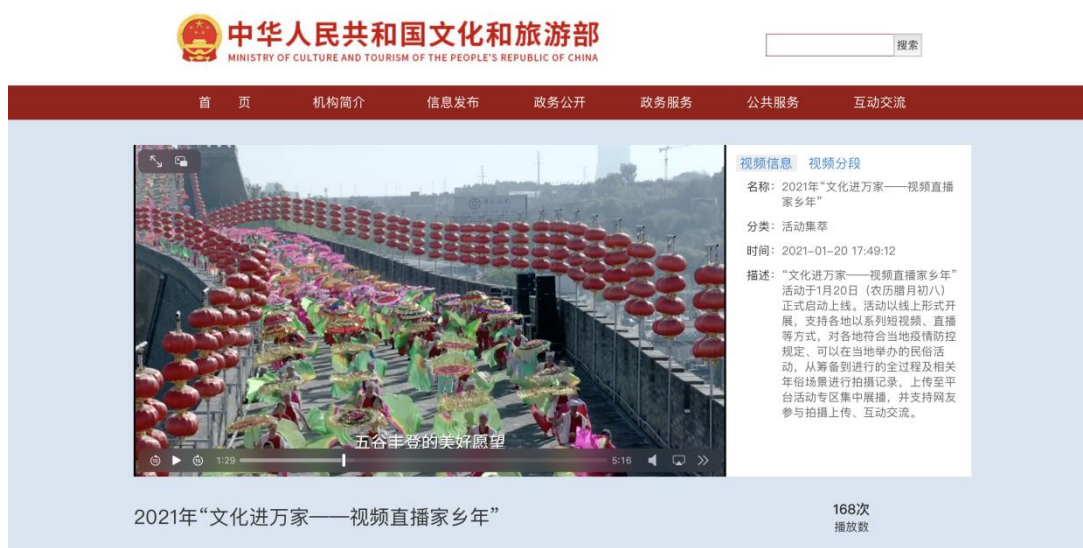 中华人民共和国文化和旅游部
MINISTRY OF CULTURE AND TOURISM OF THE PEOPLE'S REPUBLIC OF CHINA
搜索
首 页 机构简介 信息发布 政务公开 政务服务 公共服务 互动交流
视频信息 视频分段
名称：2021年“文化进万家——视频直播
家乡年”
分类：活动集萃
时间：2021-01-20 17:49:12
描述：“文化进万家——视频直播家乡年”
活动于1月20日（农历腊月初八）
正式启动上线。活动以线上形式开
展，支持各地以系列短视频、直播
等方式，对各地符合当地疫情防控
规定、可以在当地举办的民俗活
动，从筹备到进行的全过程及相关
年俗场景进行拍摄记录，上传至平
台活动专区集中展播，并支持网友
参与拍摄上传、互动交流。
五谷丰登的美好愿望
1:29 5:16
2021年“文化进万家——视频直播家乡年”
168次
播放数